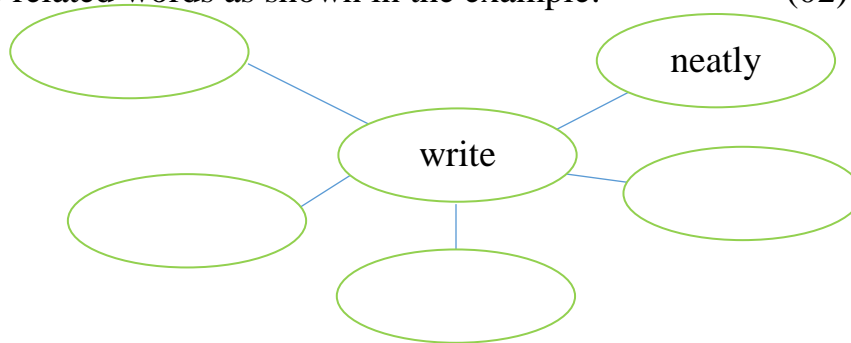 related words as shown in the example.
(02)
neatly
write